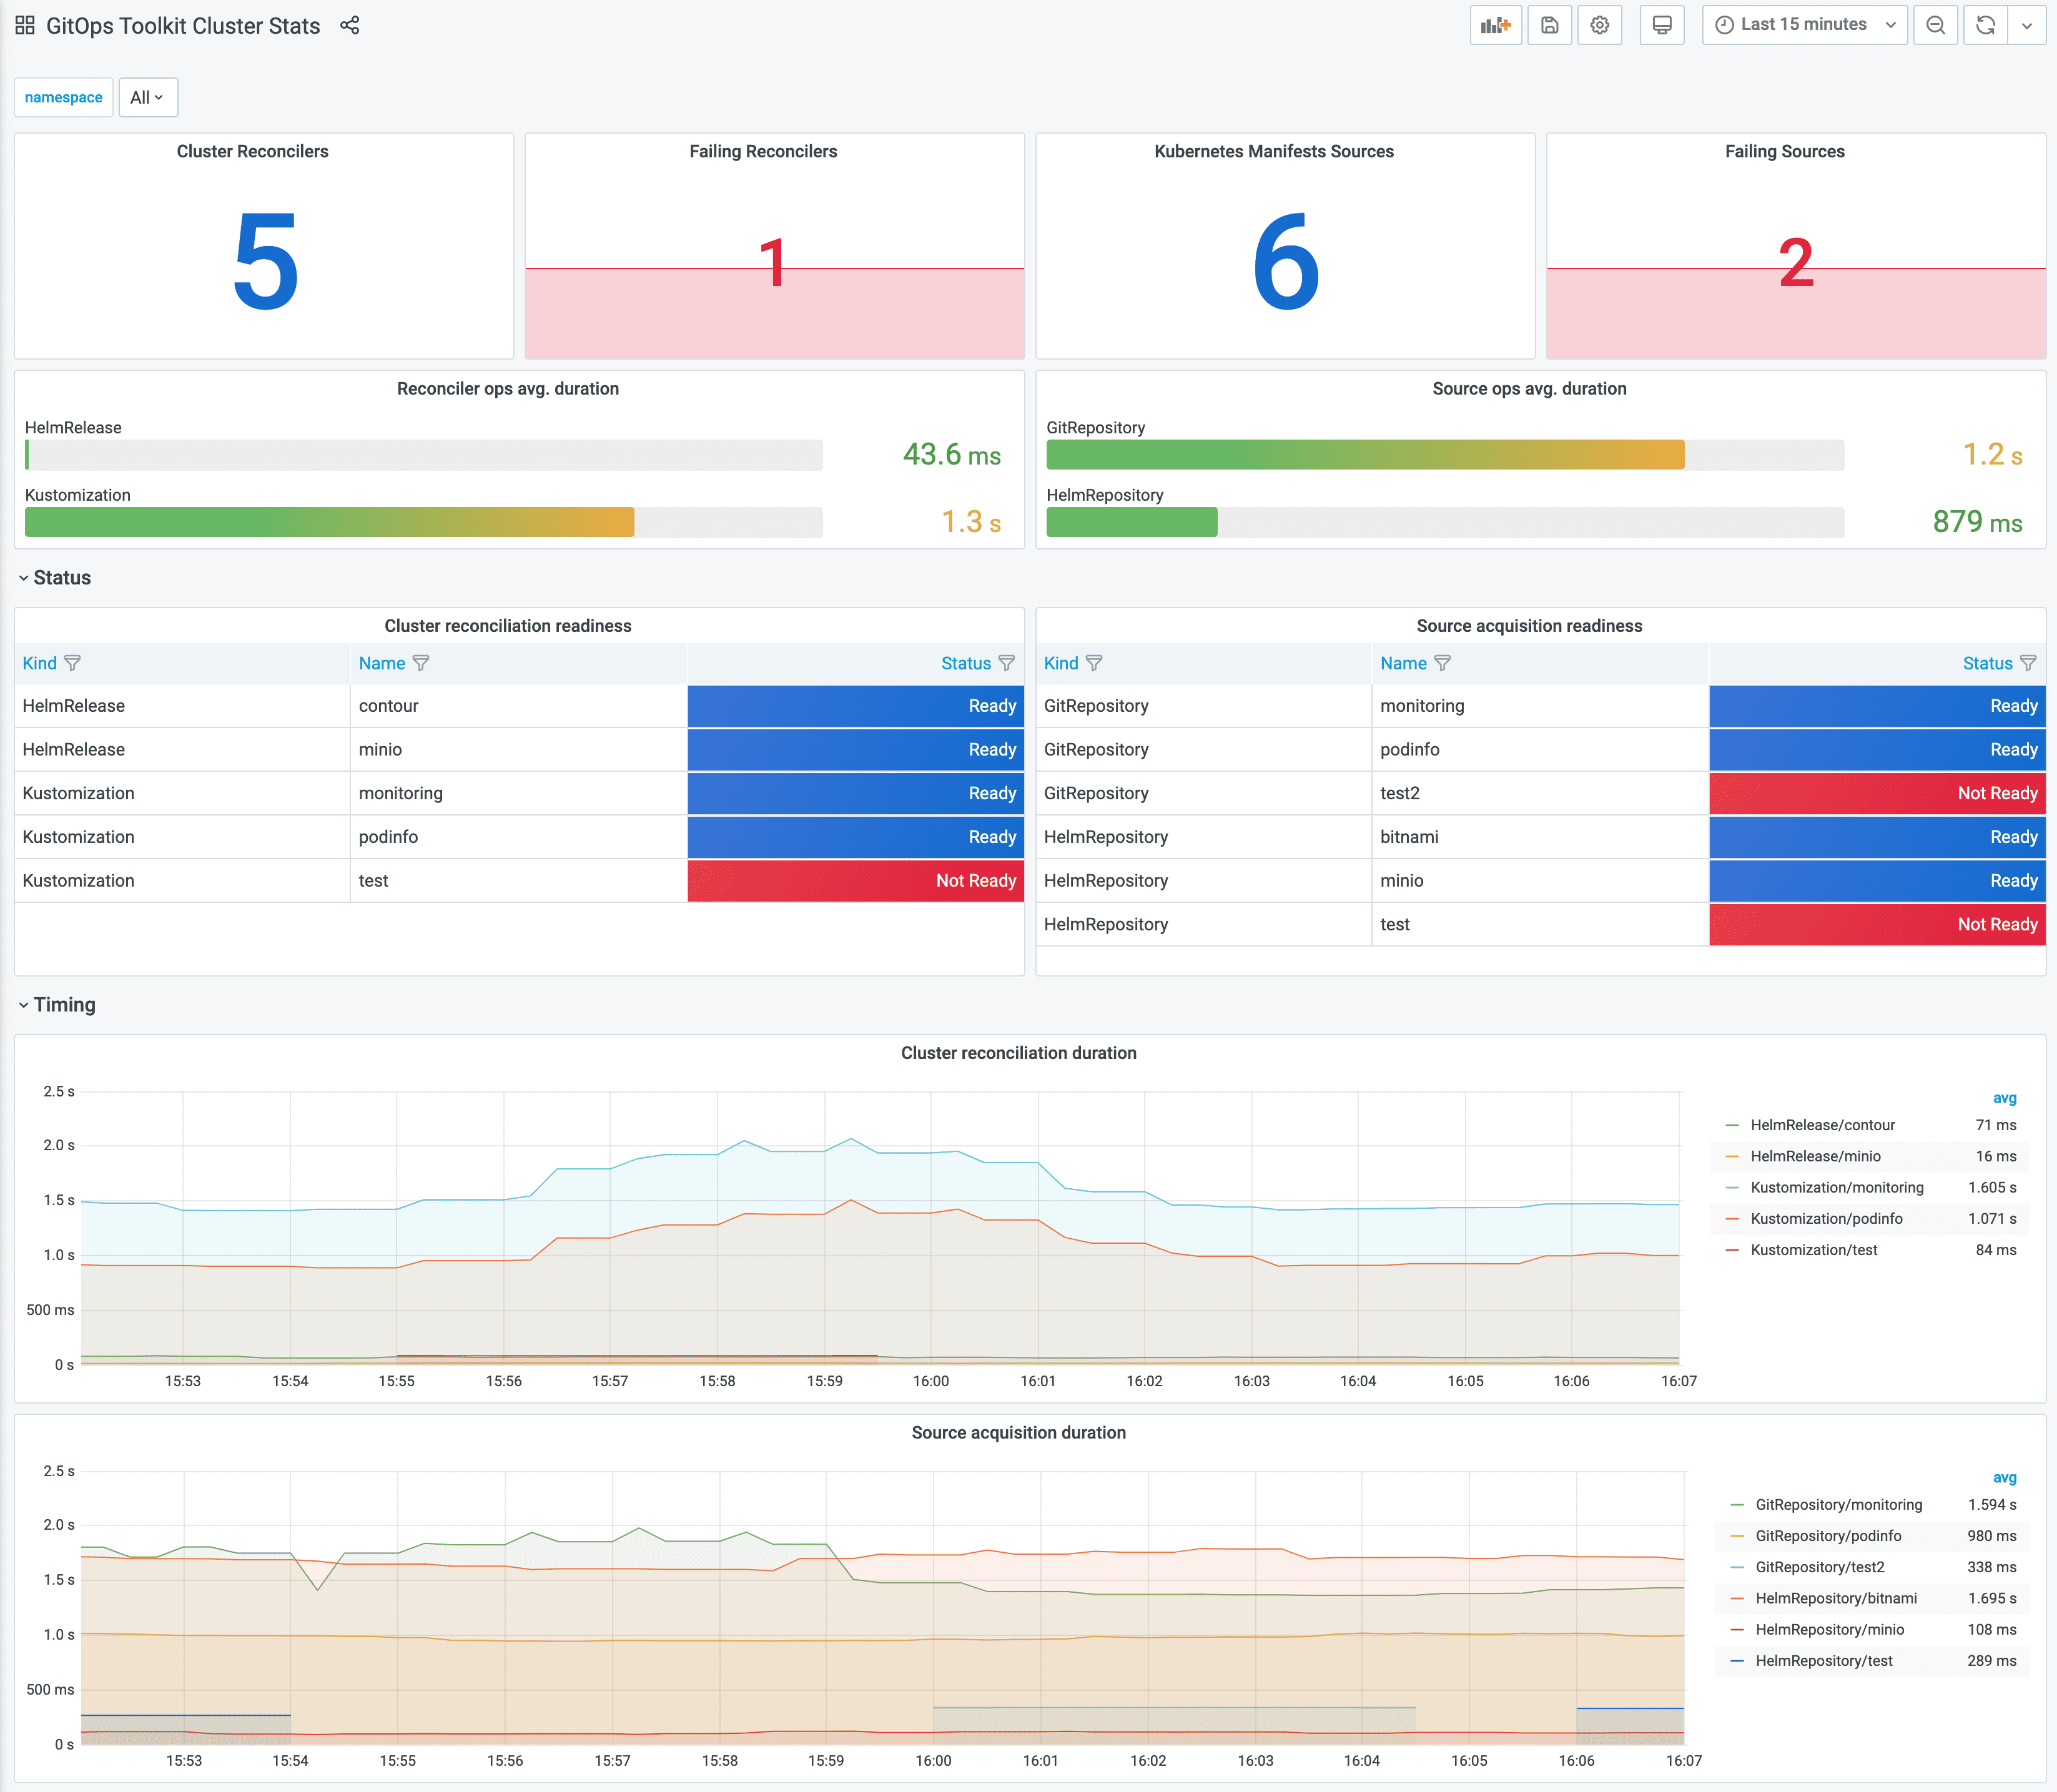 GitOps Toolkit Cluster Stats
Last 15 minutes
namespace All
Cluster Reconcilers
5
Failing Reconcilers
1
Kubernetes Manifests Sources
6
Failing Sources
2
Reconciler ops avg. duration
HelmRelease
43.6 ms
Kustomization
1.3 s
Source ops avg. duration
GitRepository
1.2 s
HelmRepository
879 ms
Status
Cluster reconciliation readiness
Kind Name Status
HelmRelease contour Ready
HelmRelease minio Ready
Kustomization monitoring Ready
Kustomization podinfo Ready
Kustomization test Not Ready
Source acquisition readiness
Kind Name Status
GitRepository monitoring Ready
GitRepository podinfo Ready
GitRepository test2 Not Ready
HelmRepository bitnami Ready
HelmRepository minio Ready
HelmRepository test Not Ready
Timing
Cluster reconciliation duration
2.5 s
2.0 s
1.5 s
1.0 s
500 ms
0 s
15:53 15:54 15:55 15:56 15:57 15:58 15:59 16:00 16:01 16:02 16:03 16:04 16:05 16:06 16:07
avg
HelmRelease/contour 71 ms
HelmRelease/minio 16 ms
Kustomization/monitoring 1.605 s
Kustomization/podinfo 1.071 s
Kustomization/test 84 ms
Source acquisition duration
2.5 s
2.0 s
1.5 s
1.0 s
500 ms
0 s
15:53 15:54 15:55 15:56 15:57 15:58 15:59 16:00 16:01 16:02 16:03 16:04 16:05 16:06 16:07
avg
GitRepository/monitoring 1.594 s
GitRepository/podinfo 980 ms
GitRepository/test2 338 ms
HelmRepository/bitnami 1.695 s
HelmRepository/minio 108 ms
HelmRepository/test 289 ms